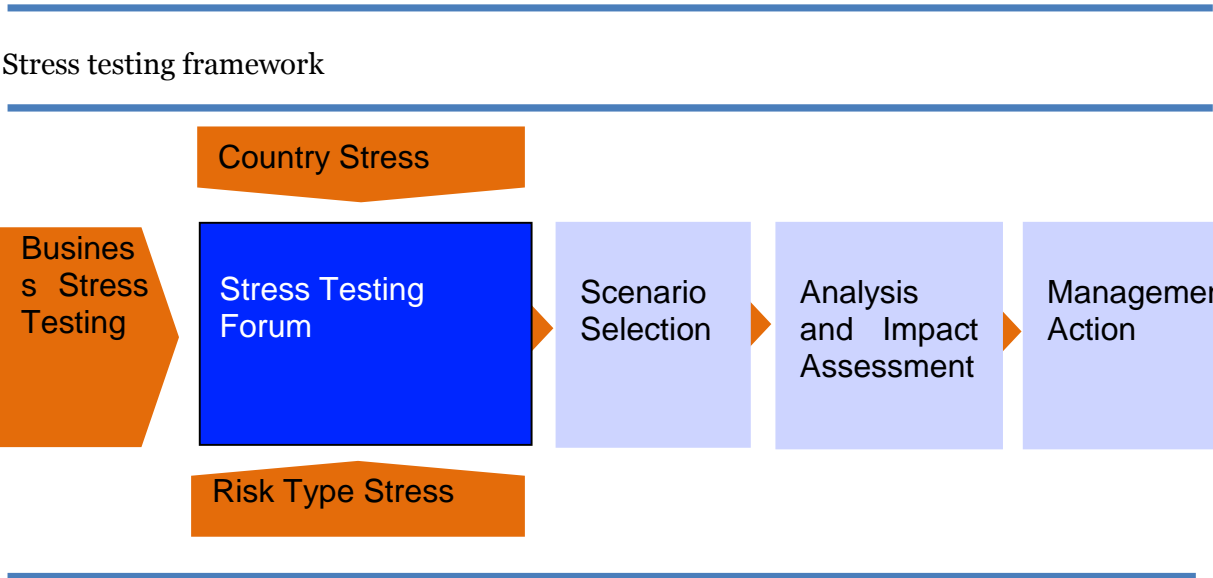 Stress testing framework
Country Stress
Busines
s Stress
Testing
Stress Testing
Forum
Scenario
Selection
Analysis
and Impact
Assessment
Managemen
Action
Risk Type Stress